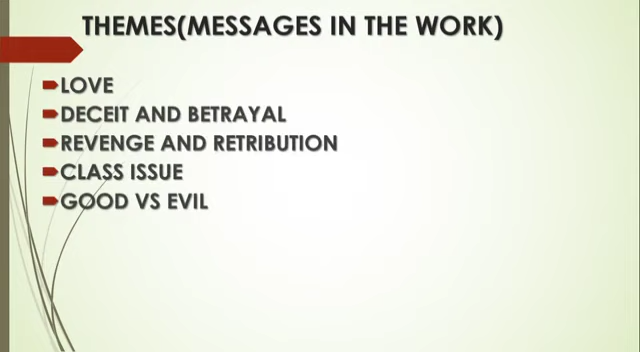 THEMES(MESSAGES IN THE WORK)
LOVE
DECEIT AND BETRAYAL
REVENGE AND RETRIBUTION
CLASS ISSUE
GOOD VS EVIL